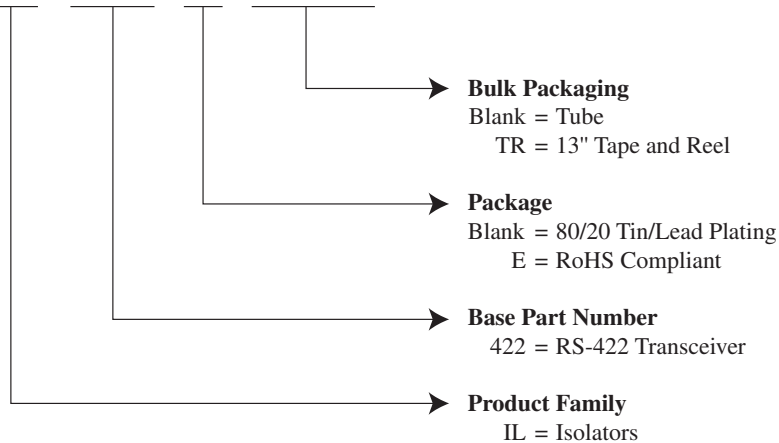 Bulk Packaging
Blank = Tube
TR = 13" Tape and Reel
Package
Blank = 80/20 Tin/Lead Plating
E = RoHS Compliant
Base Part Number
422 = RS-422 Transceiver
Product Family
IL = Isolators